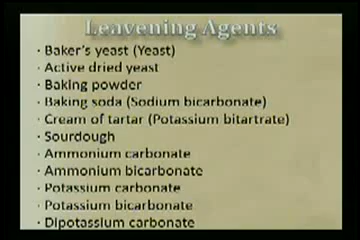 Leavening Agents
· Baker's yeast (Yeast)
· Active dried yeast
· Baking powder
· Baking soda (Sodium bicarbonate)
· Cream of tartar (Potassium bitartrate)
· Sourdough
· Ammonium carbonate
· Ammonium bicarbonate
· Potassium carbonate
· Potassium bicarbonate
· Dipotassium carbonate